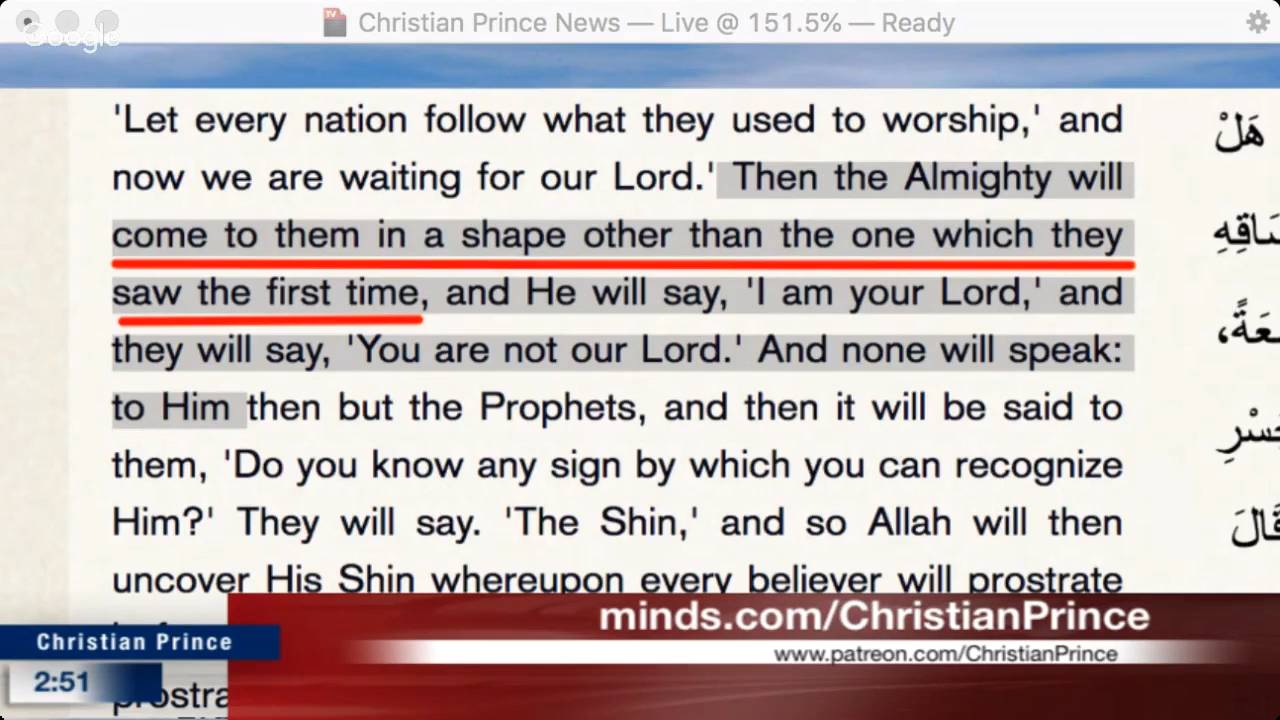 Christian Prince News — Live @ 151.5% — Ready
Google
'Let every nation follow what they used to worship,' and
now we are waiting for our Lord.' Then the Almighty will
come to them in a shape other than the one which they
saw the first time, and He will say, 'I am your Lord,' and
they will say, 'You are not our Lord.' And none will speak:
to Him then but the Prophets, and then it will be said to
them, 'Do you know any sign by which you can recognize
Him?' They will say. 'The Shin,' and so Allah will then
uncover His Shin whereupon every believer will prostrate
prostra
هَلْ
سَاقِهِ
سَمْعَةً،
جَسْرِ
قَالَ
minds.com/ChristianPrince
www.patreon.com/ChristianPrince
Christian Prince
2:51